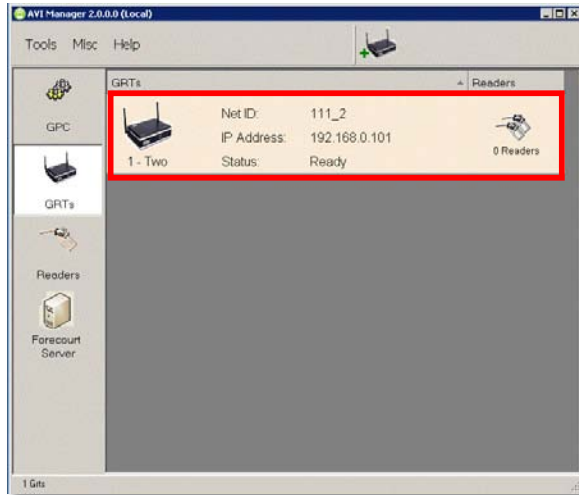 AVI Manager 2.0.0.0 (Local)
Tools Misc Help
GRTs Readers
GPC
Net ID: 111_2
IP Address: 192.168.0.101
Status: Ready
1 - Two
0 Readers
GRTs
Readers
Forecourt
Server
1 Grts